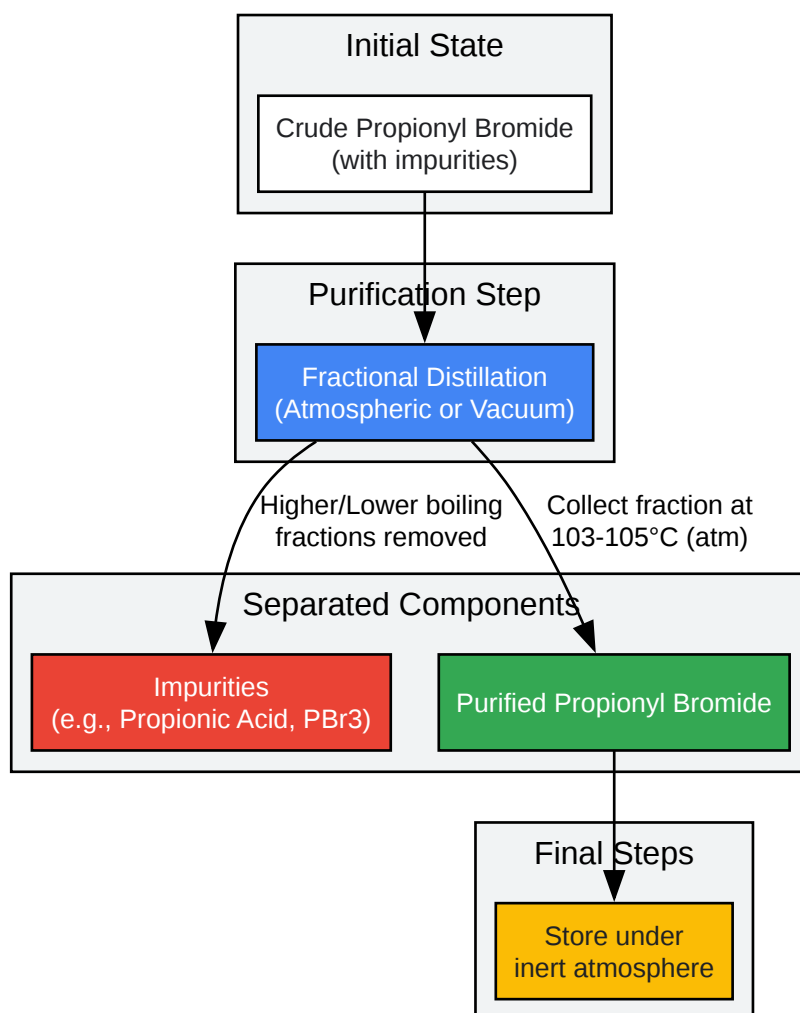 Initial State
Crude Propionyl Bromide
(with impurities)
Purification Step
Fractional Distillation
(Atmospheric or Vacuum)
Higher/Lower boiling
fractions removed
Collect fraction at
103-105°C (atm)
Separated Components
Impurities
(e.g., Propionic Acid, PBr3)
Purified Propionyl Bromide
Final Steps
Store under
inert atmosphere